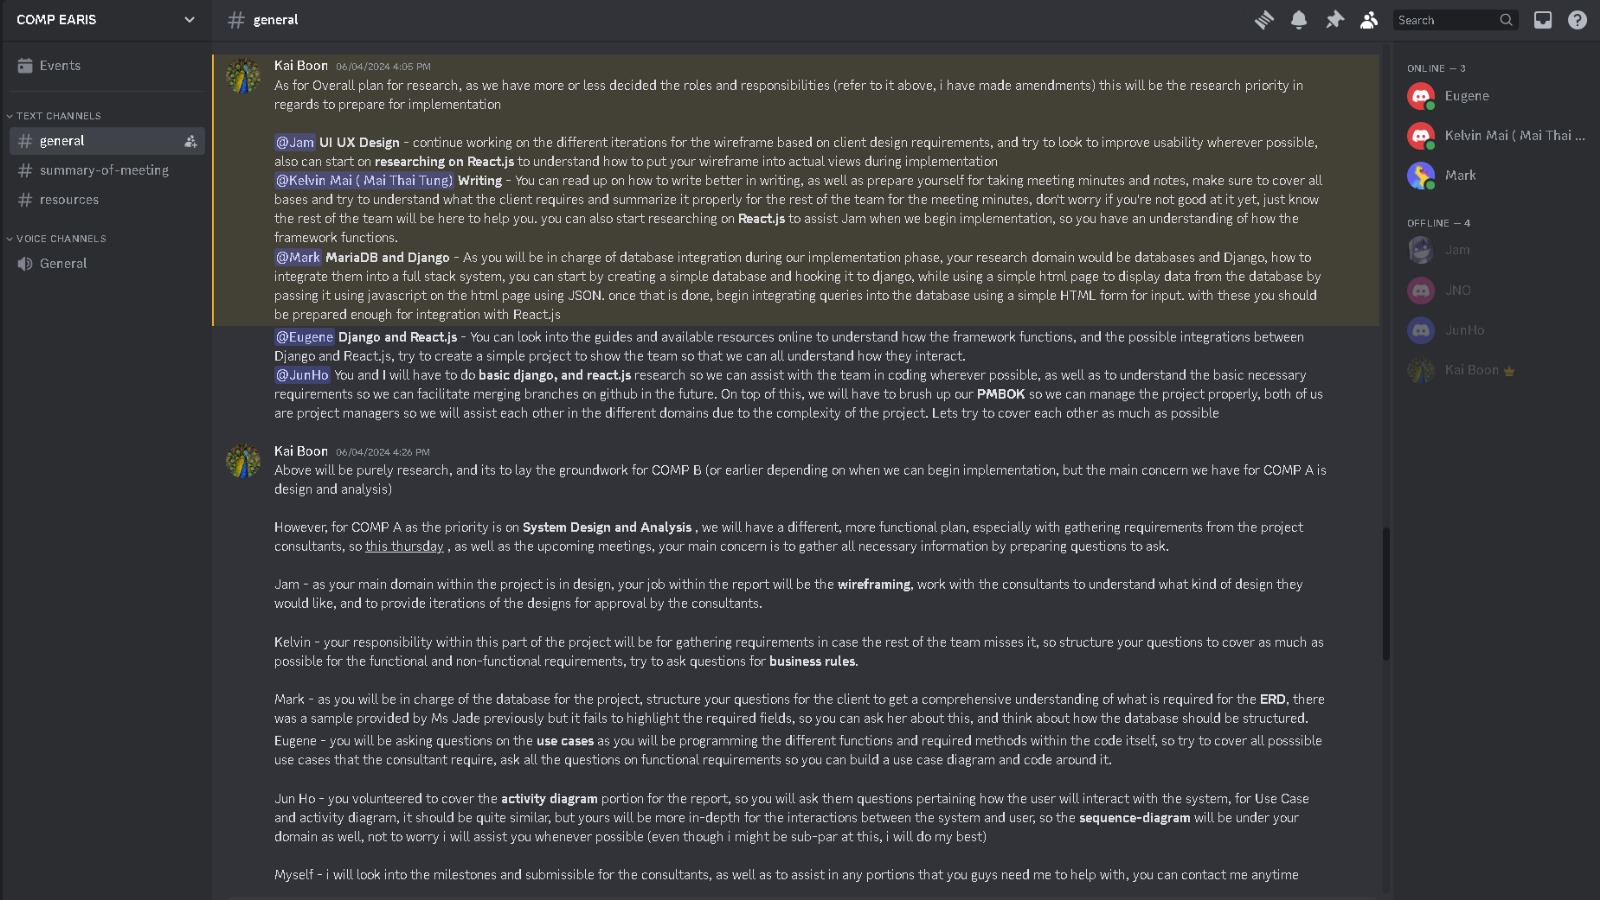 COMP EARIS
general
Search
Events
TEXT CHANNELS
general
summary-of-meeting
resources
VOICE CHANNELS
General
Kai Boon 06/04/2024 4:05 PM
As for Overall plan for research, as we have more or less decided the roles and responsibilities (refer to it above, i have made amendments) this will be the research priority in
regards to prepare for implementation
@Jam UI UX Design - continue working on the different iterations for the wireframe based on client design requirements, and try to look to improve usability wherever possible,
also can start on researching on React.js to understand how to put your wireframe into actual views during implementation
@Kelvin Mai ( Mai Thai Tung) Writing - You can read up on how to write better in writing, as well as prepare yourself for taking meeting minutes and notes, make sure to cover all
bases and try to understand what the client requires and summarize it properly for the rest of the team for the meeting minutes, don't worry if you're not good at it yet, just know
the rest of the team will be here to help you. you can also start researching on React.js to assist Jam when we begin implementation, so you have an understanding of how the
framework functions.
@Mark MariaDB and Django - As you will be in charge of database integration during our implementation phase, your research domain would be databases and Django, how to
integrate them into a full stack system, you can start by creating a simple database and hooking it to django, while using a simple html page to display data from the database by
passing it using javascript on the html page using JSON. once that is done, begin integrating queries into the database using a simple HTML form for input. with these you should
be prepared enough for integration with React.js
@Eugene Django and React.js - You can look into the guides and available resources online to understand how the framework functions, and the possible integrations between
Django and React.js, try to create a simple project to show the team so that we can all understand how they interact.
@JunHo You and I will have to do basic django, and react.js research so we can assist with the team in coding wherever possible, as well as to understand the basic necessary
requirements so we can facilitate merging branches on github in the future. On top of this, we will have to brush up our PMBOK so we can manage the project properly, both of us
are project managers so we will assist each other in the different domains due to the complexity of the project. Lets try to cover each other as much as possible
Kai Boon 06/04/2024 4:26 PM
Above will be purely research, and its to lay the groundwork for COMP B (or earlier depending on when we can begin implementation, but the main concern we have for COMP A is
design and analysis)
However, for COMP A as the priority is on System Design and Analysis , we will have a different, more functional plan, especially with gathering requirements from the project
consultants, so this thursday , as well as the upcoming meetings, your main concern is to gather all necessary information by preparing questions to ask.
Jam - as your main domain within the project is in design, your job within the report will be the wireframing, work with the consultants to understand what kind of design they
would like, and to provide iterations of the designs for approval by the consultants.
Kelvin - your responsibility within this part of the project will be for gathering requirements in case the rest of the team misses it, so structure your questions to cover as much as
possible for the functional and non-functional requirements, try to ask questions for business rules.
Mark - as you will be in charge of the database for the project, structure your questions for the client to get a comprehensive understanding of what is required for the ERD, there
was a sample provided by Ms Jade previously but it fails to highlight the required fields, so you can ask her about this, and think about how the database should be structured.
Eugene - you will be asking questions on the use cases as you will be programming the different functions and required methods within the code itself, so try to cover all posssible
use cases that the consultant require, ask all the questions on functional requirements so you can build a use case diagram and code around it.
Jun Ho - you volunteered to cover the activity diagram portion for the report, so you will ask them questions pertaining how the user will interact with the system, for Use Case
and activity diagram, it should be quite similar, but yours will be more in-depth for the interactions between the system and user, so the sequence-diagram will be under your
domain as well, not to worry i will assist you whenever possible (even though i might be sub-par at this, i will do my best)
Myself - i will look into the milestones and submissible for the consultants, as well as to assist in any portions that you guys need me to help with, you can contact me anytime
ONLINE — 3
Eugene
Kelvin Mai ( Mai Thai ...
Mark
OFFLINE — 4
Jam
JNO
JunHo
Kai Boon